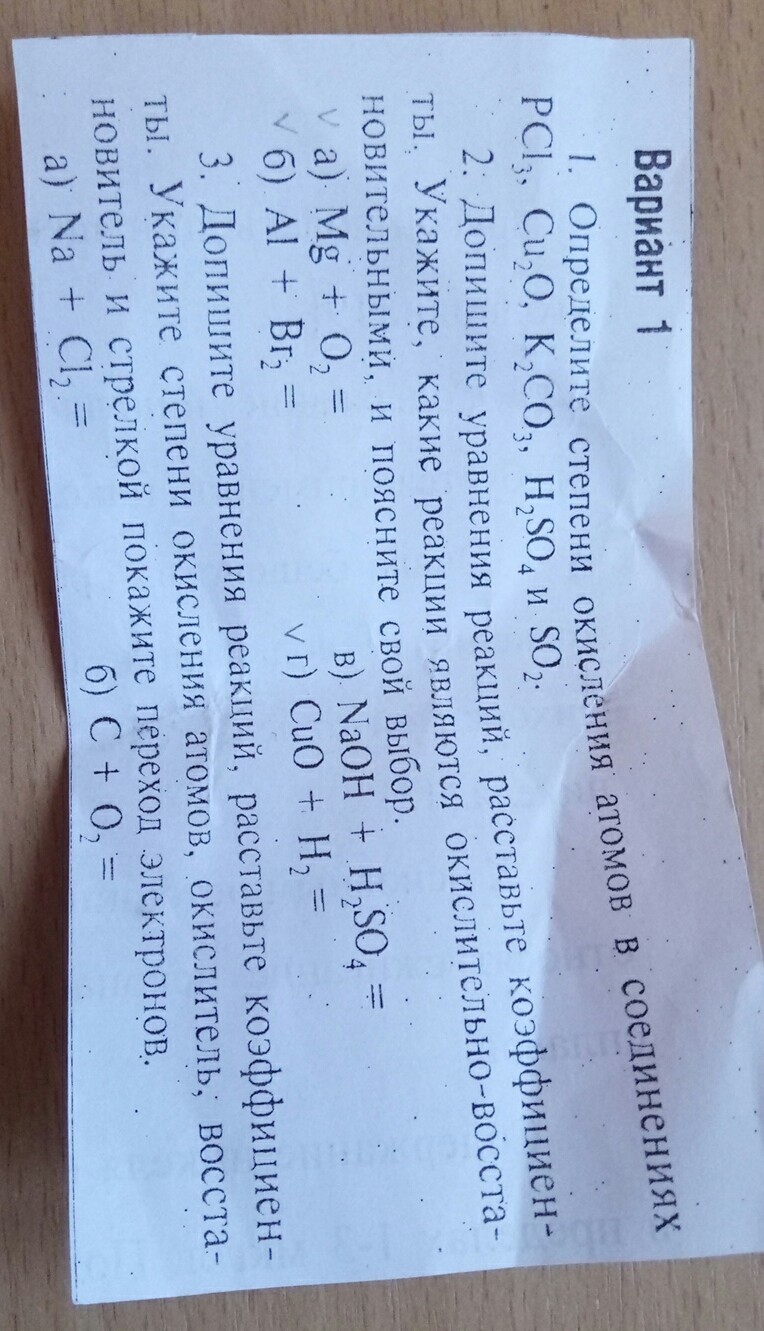 Вариант 1
1. Определите степени окисления атомов в соединениях
PCl₃, Cu₂O, K₂CO₃, H₂SO₄ и SO₂.
2. Допишите уравнения реакций, расставьте коэффициен-
ты. Укажите, какие реакции являются окислительно-восста-
новительными, и поясните свой выбор.
а) Mg + O₂ = в) NaOH + H₂SO₄ =
б) Al + Br₂ = г) CuO + H₂ =
3. Допишите уравнения реакций, расставьте коэффициен-
ты. Укажите степени окисления атомов, окислитель, восста-
новитель и стрелкой покажите переход электронов.
а) Na + Cl₂ = б) C + O₂ =